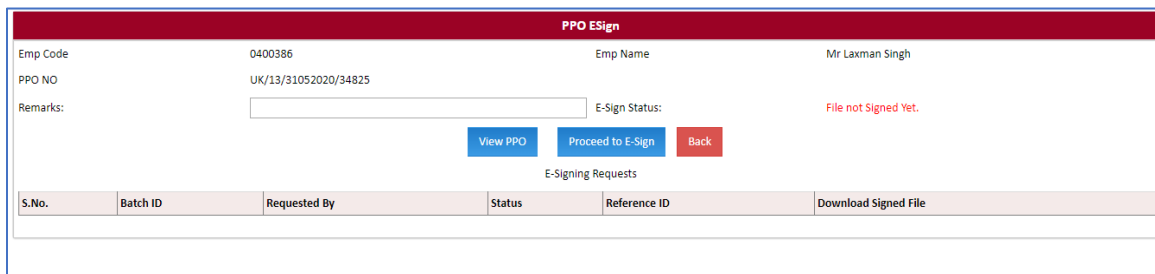 PPO ESign
Emp Code 0400386 Emp Name Mr Laxman Singh
PPO NO UK/13/31052020/34825
Remarks: E-Sign Status: File not Signed Yet.
View PPO Proceed to E-Sign Back
E-Signing Requests
S.No. Batch ID Requested By Status Reference ID Download Signed File